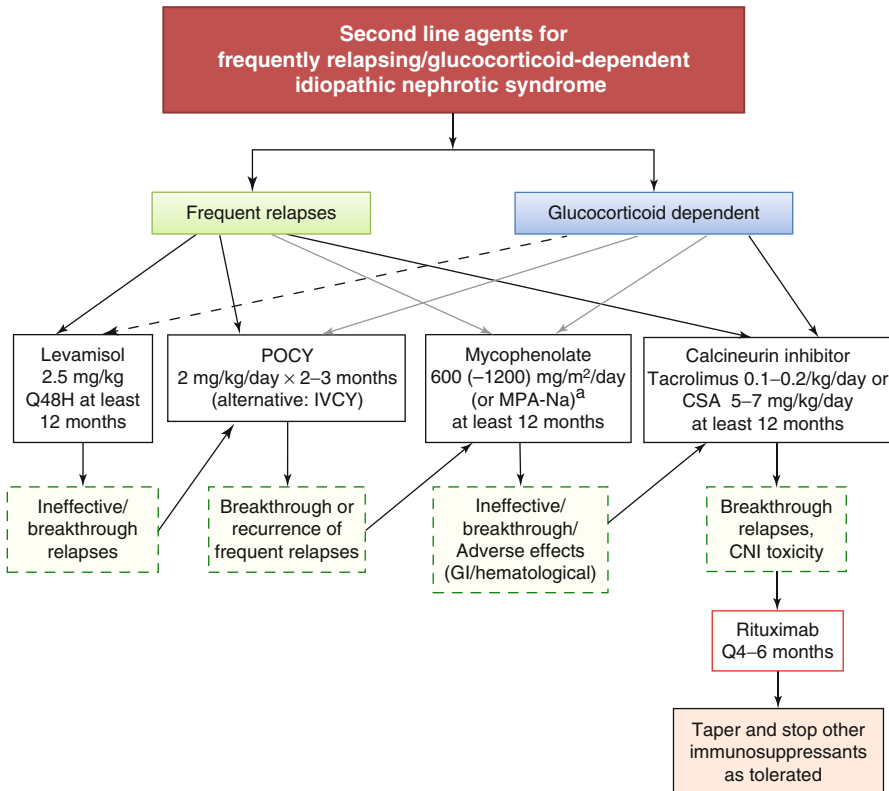 Second line agents for
frequently relapsing/glucocorticoid-dependent
idiopathic nephrotic syndrome
Frequent relapses
Glucocorticoid dependent
Levamisol
2.5 mg/kg
Q48H at least
12 months
POCY
2 mg/kg/day × 2–3 months
(alternative: IVCY)
Mycophenolate
600 (–1200) mg/m²/day
(or MPA-Na)ᵃ
at least 12 months
Calcineurin inhibitor
Tacrolimus 0.1–0.2/kg/day or
CSA 5–7 mg/kg/day
at least 12 months
Ineffective/
breakthrough
relapses
Breakthrough or
recurrence of
frequent relapses
Ineffective/
breakthrough/
Adverse effects
(GI/hematological)
Breakthrough
relapses,
CNI toxicity
Rituximab
Q4–6 months
Taper and stop other
immunosuppressants
as tolerated